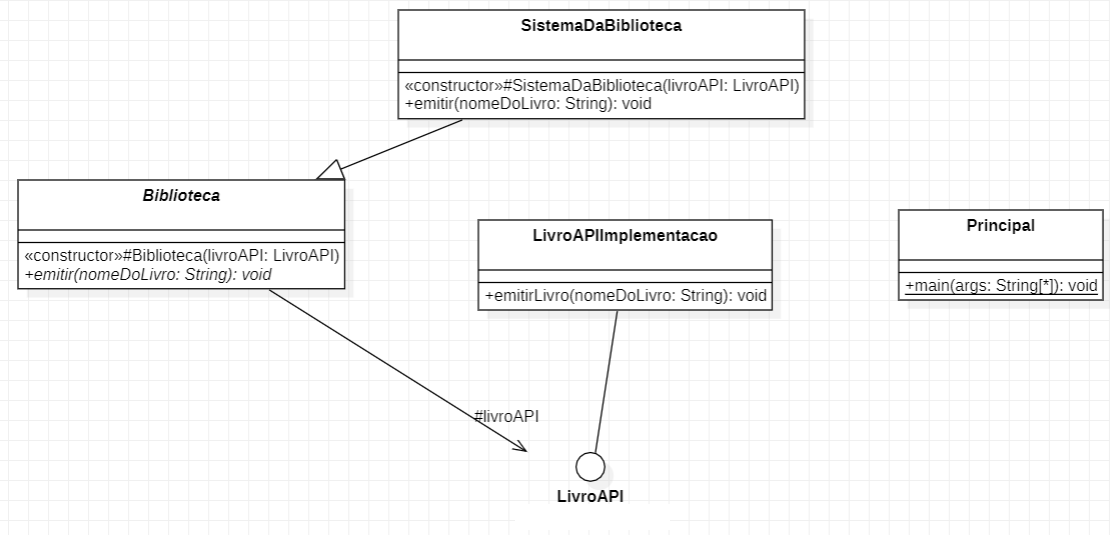 SistemaDaBiblioteca
«constructor»#SistemaDaBiblioteca(livroAPI: LivroAPI)
+emitir(nomeDoLivro: String): void
Biblioteca
«constructor»#Biblioteca(livroAPI: LivroAPI)
+emitir(nomeDoLivro: String): void
LivroAPIImplementacao
+emitirLivro(nomeDoLivro: String): void
Principal
+main(args: String[*]): void
#livroAPI
LivroAPI